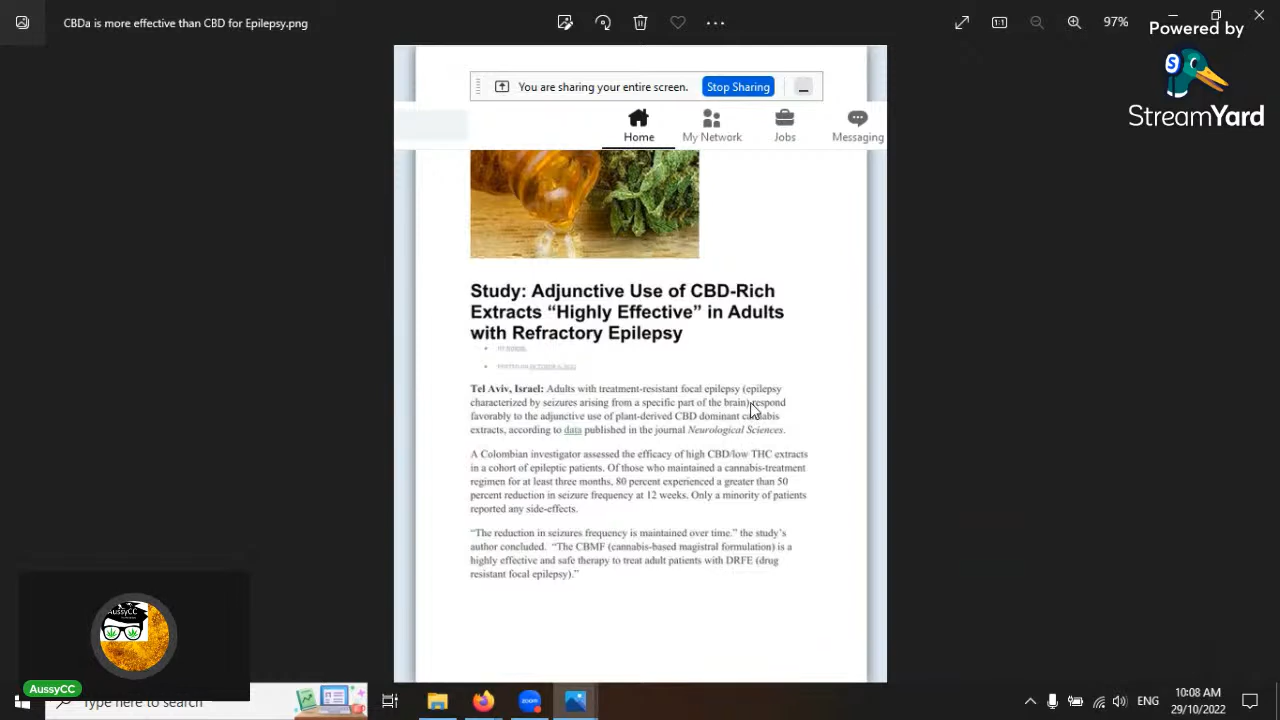 CBDa is more effective than CBD for Epilepsy.png
97%
Powered by
StreamYard
You are sharing your entire screen.
Stop Sharing
Home
My Network
Jobs
Messaging
Study: Adjunctive Use of CBD-Rich
Extracts “Highly Effective” in Adults
with Refractory Epilepsy
Tel Aviv, Israel: Adults with treatment-resistant focal epilepsy (epilepsy
characterized by seizures arising from a specific part of the brain) respond
favorably to the adjunctive use of plant-derived CBD dominant cannabis
extracts, according to data published in the journal Neurological Sciences.
A Colombian investigator assessed the efficacy of high CBD/low THC extracts
in a cohort of epileptic patients. Of those who maintained a cannabis-treatment
regimen for at least three months, 80 percent experienced a greater than 50
percent reduction in seizure frequency at 12 weeks. Only a minority of patients
reported any side-effects.
“The reduction in seizures frequency is maintained over time.” the study’s
author concluded. “The CBMF (cannabis-based magistral formulation) is a
highly effective and safe therapy to treat adult patients with DRFE (drug
resistant focal epilepsy).”
AussyCC
AussyCC
Type here to search
zoom
ENG
10:08 AM
29/10/2022